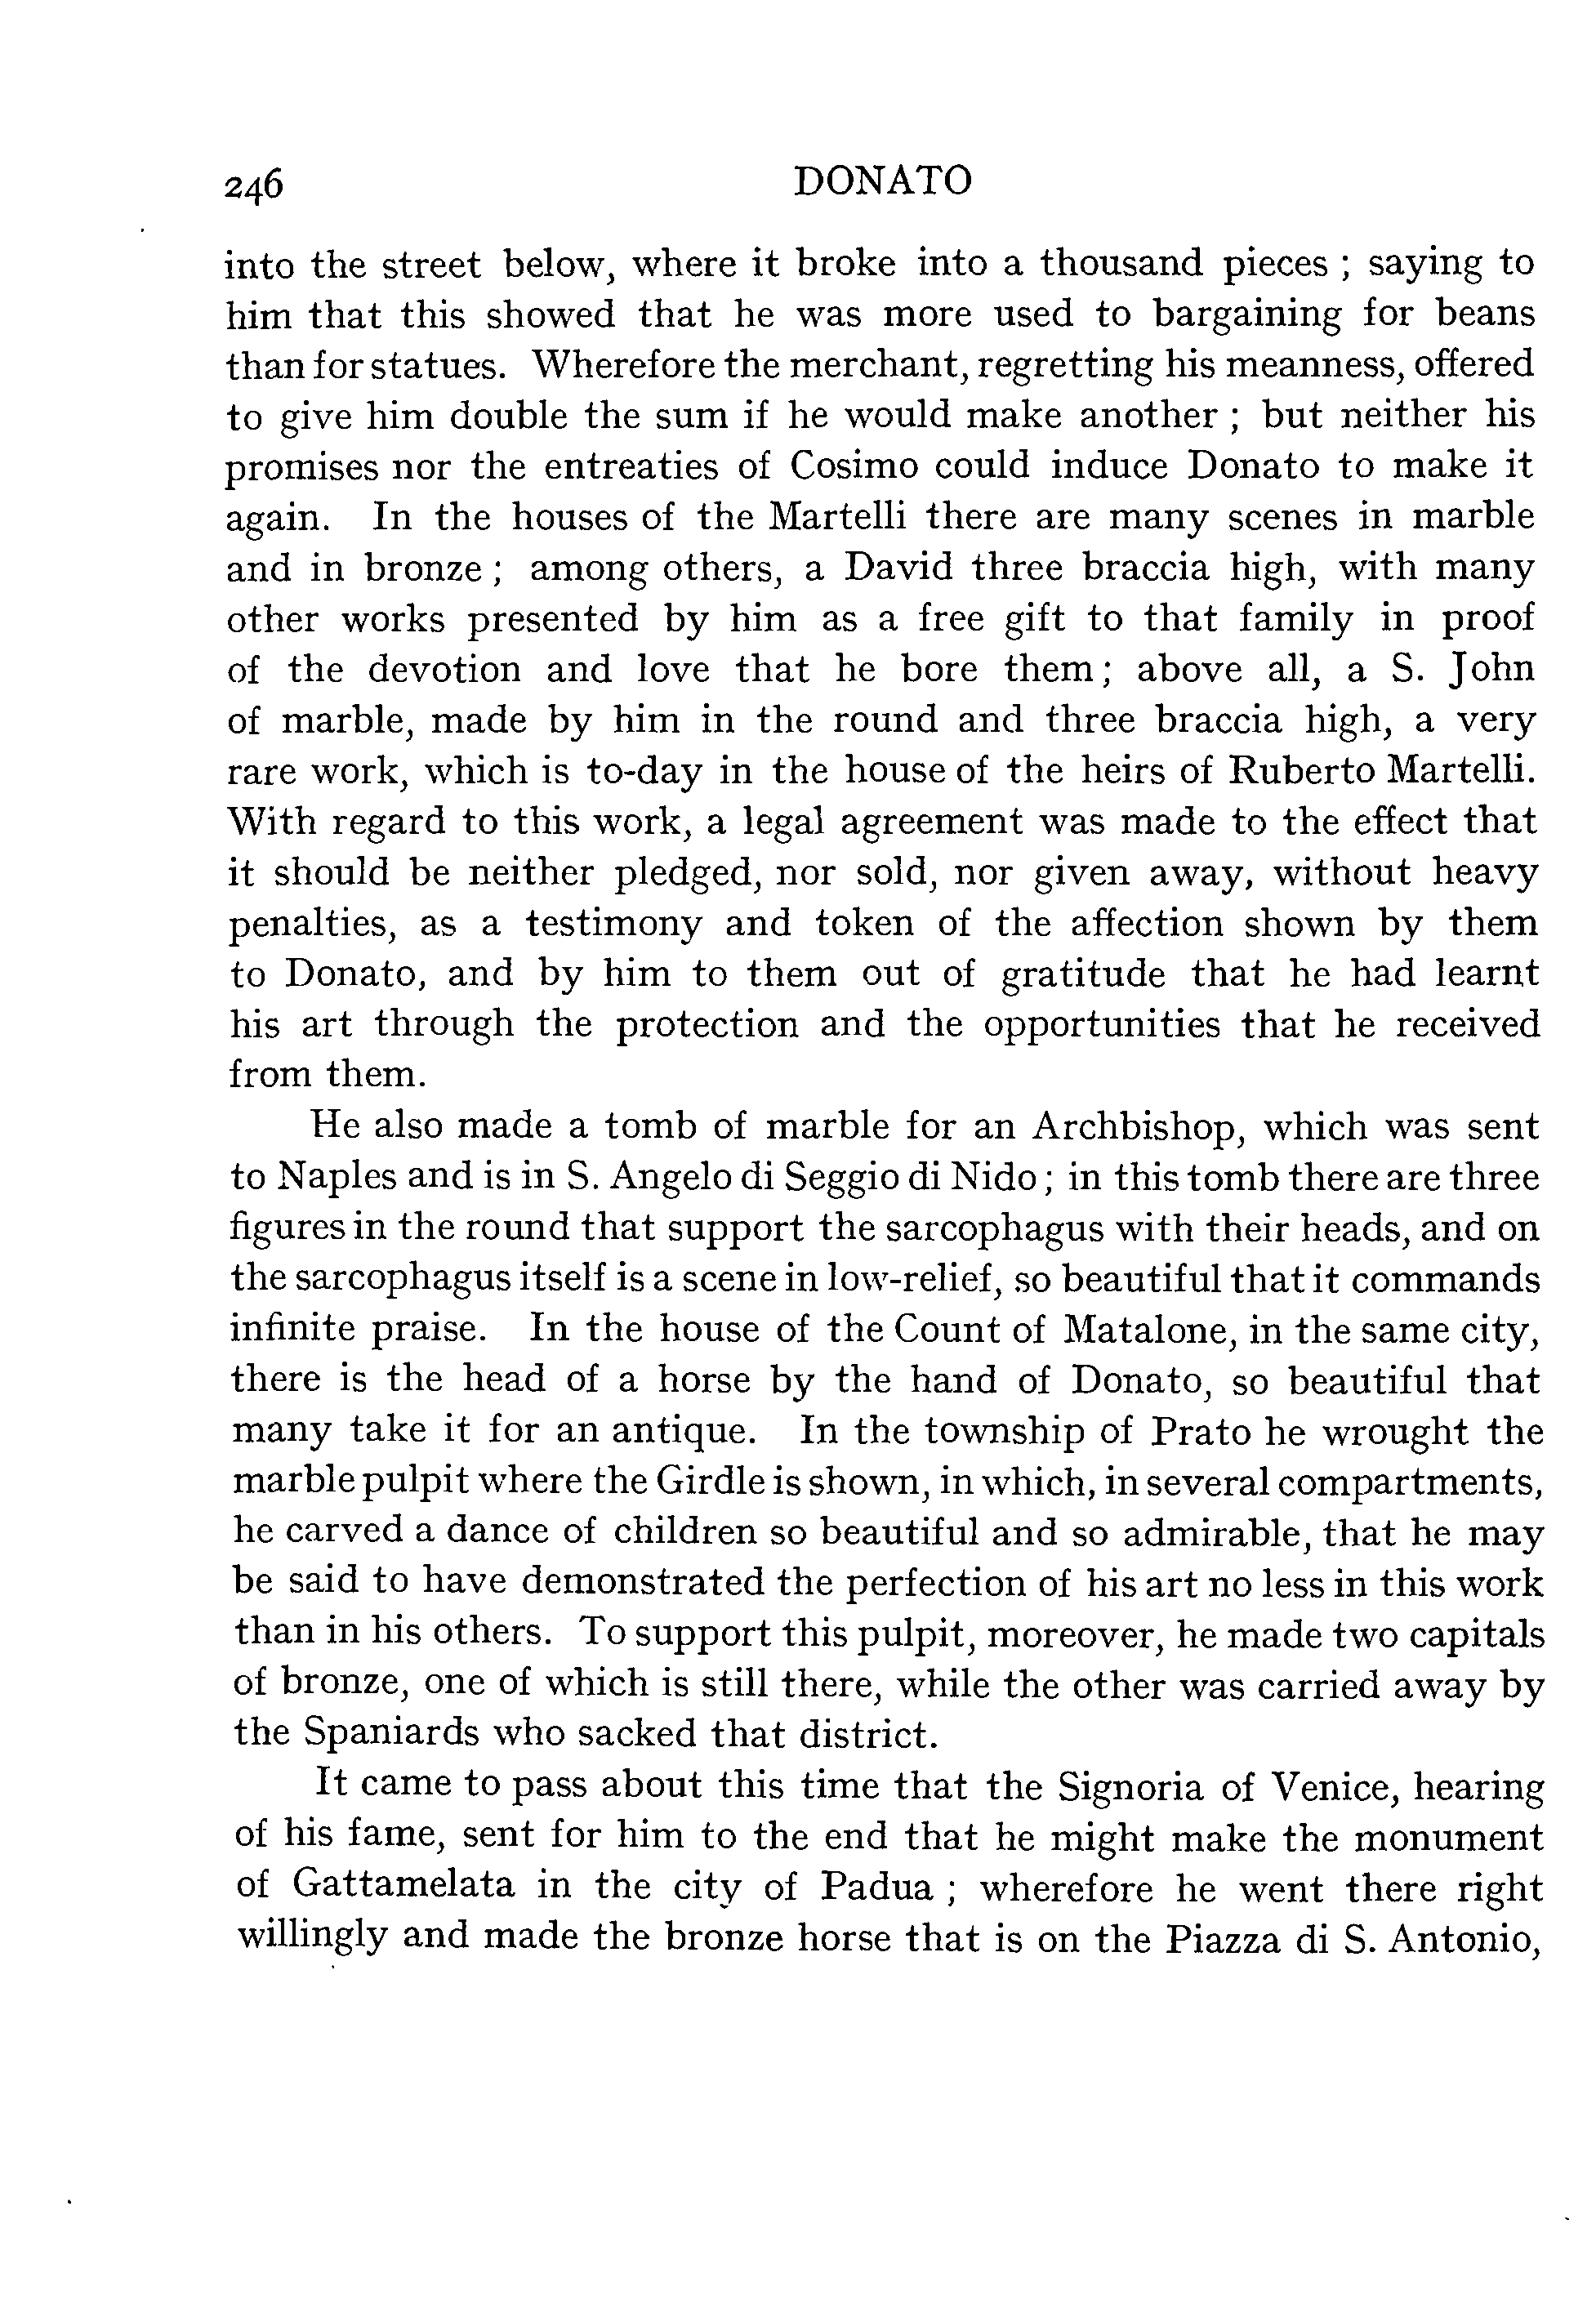 246 DONATO
into the street below, where it broke into a thousand pieces ; saying to
him that this showed that he was more used to bargaining for beans
than for statues. Wherefore the merchant, regretting his meanness, offered
to give him double the sum if he would make another ; but neither his
promises nor the entreaties of Cosimo could induce Donato to make it
again. In the houses of the Martelli there are many scenes in marble
and in bronze ; among others, a David three braccia high, with many
other works presented by him as a free gift to that family in proof
of the devotion and love that he bore them ; above all, a S. John
of marble, made by him in the round and three braccia high, a very
rare work, which is to-day in the house of the heirs of Ruberto Martelli.
With regard to this work, a legal agreement was made to the effect that
it should be neither pledged, nor sold, nor given away, without heavy
penalties, as a testimony and token of the affection shown by them
to Donato, and by him to them out of gratitude that he had learnt
his art through the protection and the opportunities that he received
from them.
He also made a tomb of marble for an Archbishop, which was sent
to Naples and is in S. Angelo di Seggio di Nido ; in this tomb there are three
figures in the round that support the sarcophagus with their heads, and on
the sarcophagus itself is a scene in low-relief, so beautiful that it commands
infinite praise. In the house of the Count of Matalone, in the same city,
there is the head of a horse by the hand of Donato, so beautiful that
many take it for an antique. In the township of Prato he wrought the
marble pulpit where the Girdle is shown, in which, in several compartments,
he carved a dance of children so beautiful and so admirable, that he may
be said to have demonstrated the perfection of his art no less in this work
than in his others. To support this pulpit, moreover, he made two capitals
of bronze, one of which is still there, while the other was carried away by
the Spaniards who sacked that district.
It came to pass about this time that the Signoria of Venice, hearing
of his fame, sent for him to the end that he might make the monument
of Gattamelata in the city of Padua ; wherefore he went there right
willingly and made the bronze horse that is on the Piazza di S. Antonio,